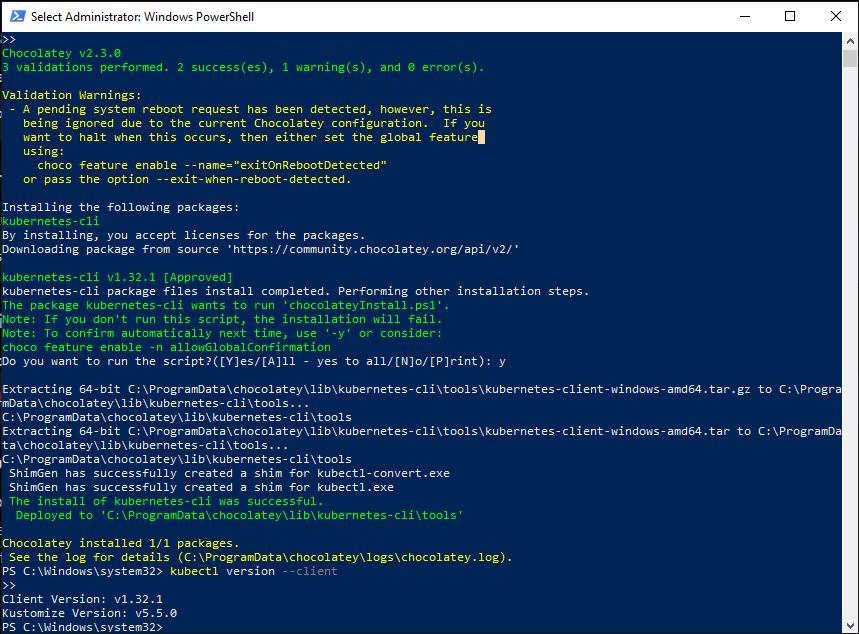 Select Administrator: Windows PowerShell
>>
Chocolatey v2.3.0
3 validations performed. 2 success(es), 1 warning(s), and 0 error(s).
Validation Warnings:
- A pending system reboot request has been detected, however, this is
being ignored due to the current Chocolatey configuration.  If you
want to halt when this occurs, then either set the global feature
using:
choco feature enable --name="exitOnRebootDetected"
or pass the option --exit-when-reboot-detected.
Installing the following packages:
kubernetes-cli
By installing, you accept licenses for the packages.
Downloading package from source 'https://community.chocolatey.org/api/v2/'
kubernetes-cli v1.32.1 [Approved]
kubernetes-cli package files install completed. Performing other installation steps.
The package kubernetes-cli wants to run 'chocolateyInstall.ps1'.
Note: If you don't run this script, the installation will fail.
Note: To confirm automatically next time, use '-y' or consider:
choco feature enable -n allowGlobalConfirmation
Do you want to run the script?([Y]es/[A]ll - yes to all/[N]o/[P]rint): y
Extracting 64-bit C:\ProgramData\chocolatey\lib\kubernetes-cli\tools\kubernetes-client-windows-amd64.tar.gz to C:\Progra
mData\chocolatey\lib\kubernetes-cli\tools...
C:\ProgramData\chocolatey\lib\kubernetes-cli\tools
Extracting 64-bit C:\ProgramData\chocolatey\lib\kubernetes-cli\tools\kubernetes-client-windows-amd64.tar to C:\ProgramDa
ta\chocolatey\lib\kubernetes-cli\tools...
C:\ProgramData\chocolatey\lib\kubernetes-cli\tools
ShimGen has successfully created a shim for kubectl-convert.exe
ShimGen has successfully created a shim for kubectl.exe
The install of kubernetes-cli was successful.
Deployed to 'C:\ProgramData\chocolatey\lib\kubernetes-cli\tools'
Chocolatey installed 1/1 packages.
See the log for details (C:\ProgramData\chocolatey\logs\chocolatey.log).
PS C:\Windows\system32> kubectl version --client
>>
Client Version: v1.32.1
Kustomize Version: v5.5.0
PS C:\Windows\system32>